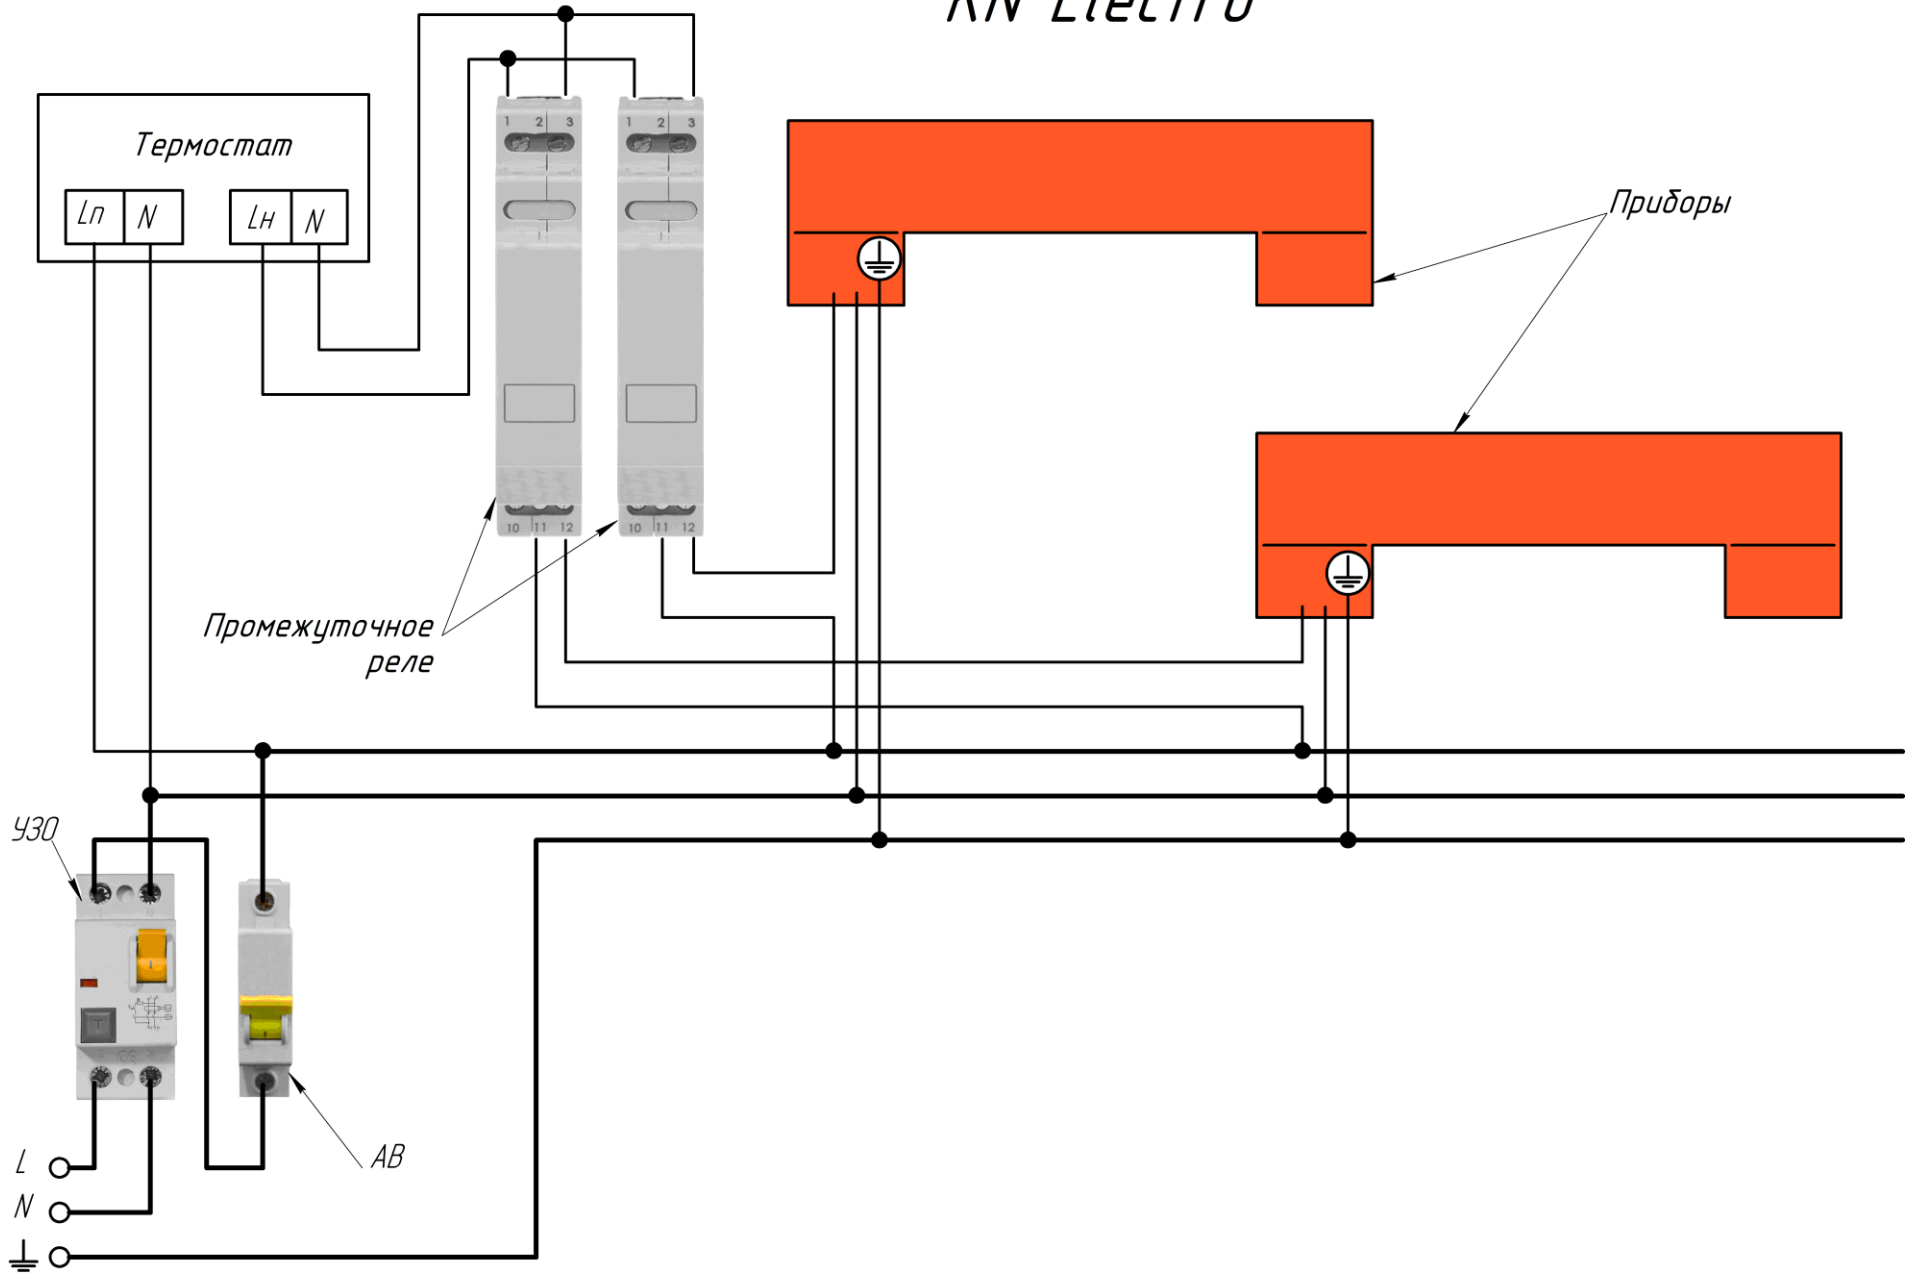 KN Electro
Термостат
Lп N Lн N
1 2 3
1 2 3
Приборы
10 11 12
10 11 12
Промежуточное
реле
УЗО
АВ
L
N